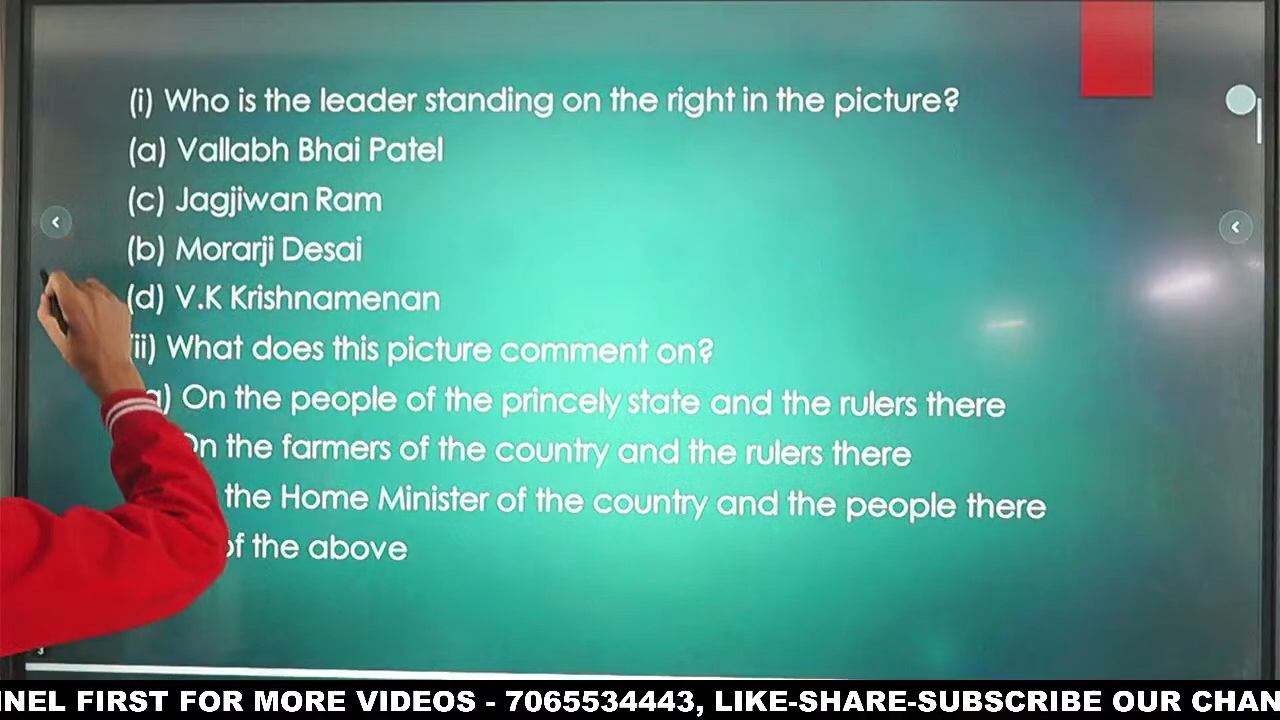 (i) Who is the leader standing on the right in the picture?
(a) Vallabh Bhai Patel
(c) Jagjiwan Ram
(b) Morarji Desai
(d) V.K Krishnamenan
ii) What does this picture comment on?
a) On the people of the princely state and the rulers there
On the farmers of the country and the rulers there
the Home Minister of the country and the people there
of the above
3
NEL FIRST FOR MORE VIDEOS - 7065534443, LIKE-SHARE-SUBSCRIBE OUR CHAN